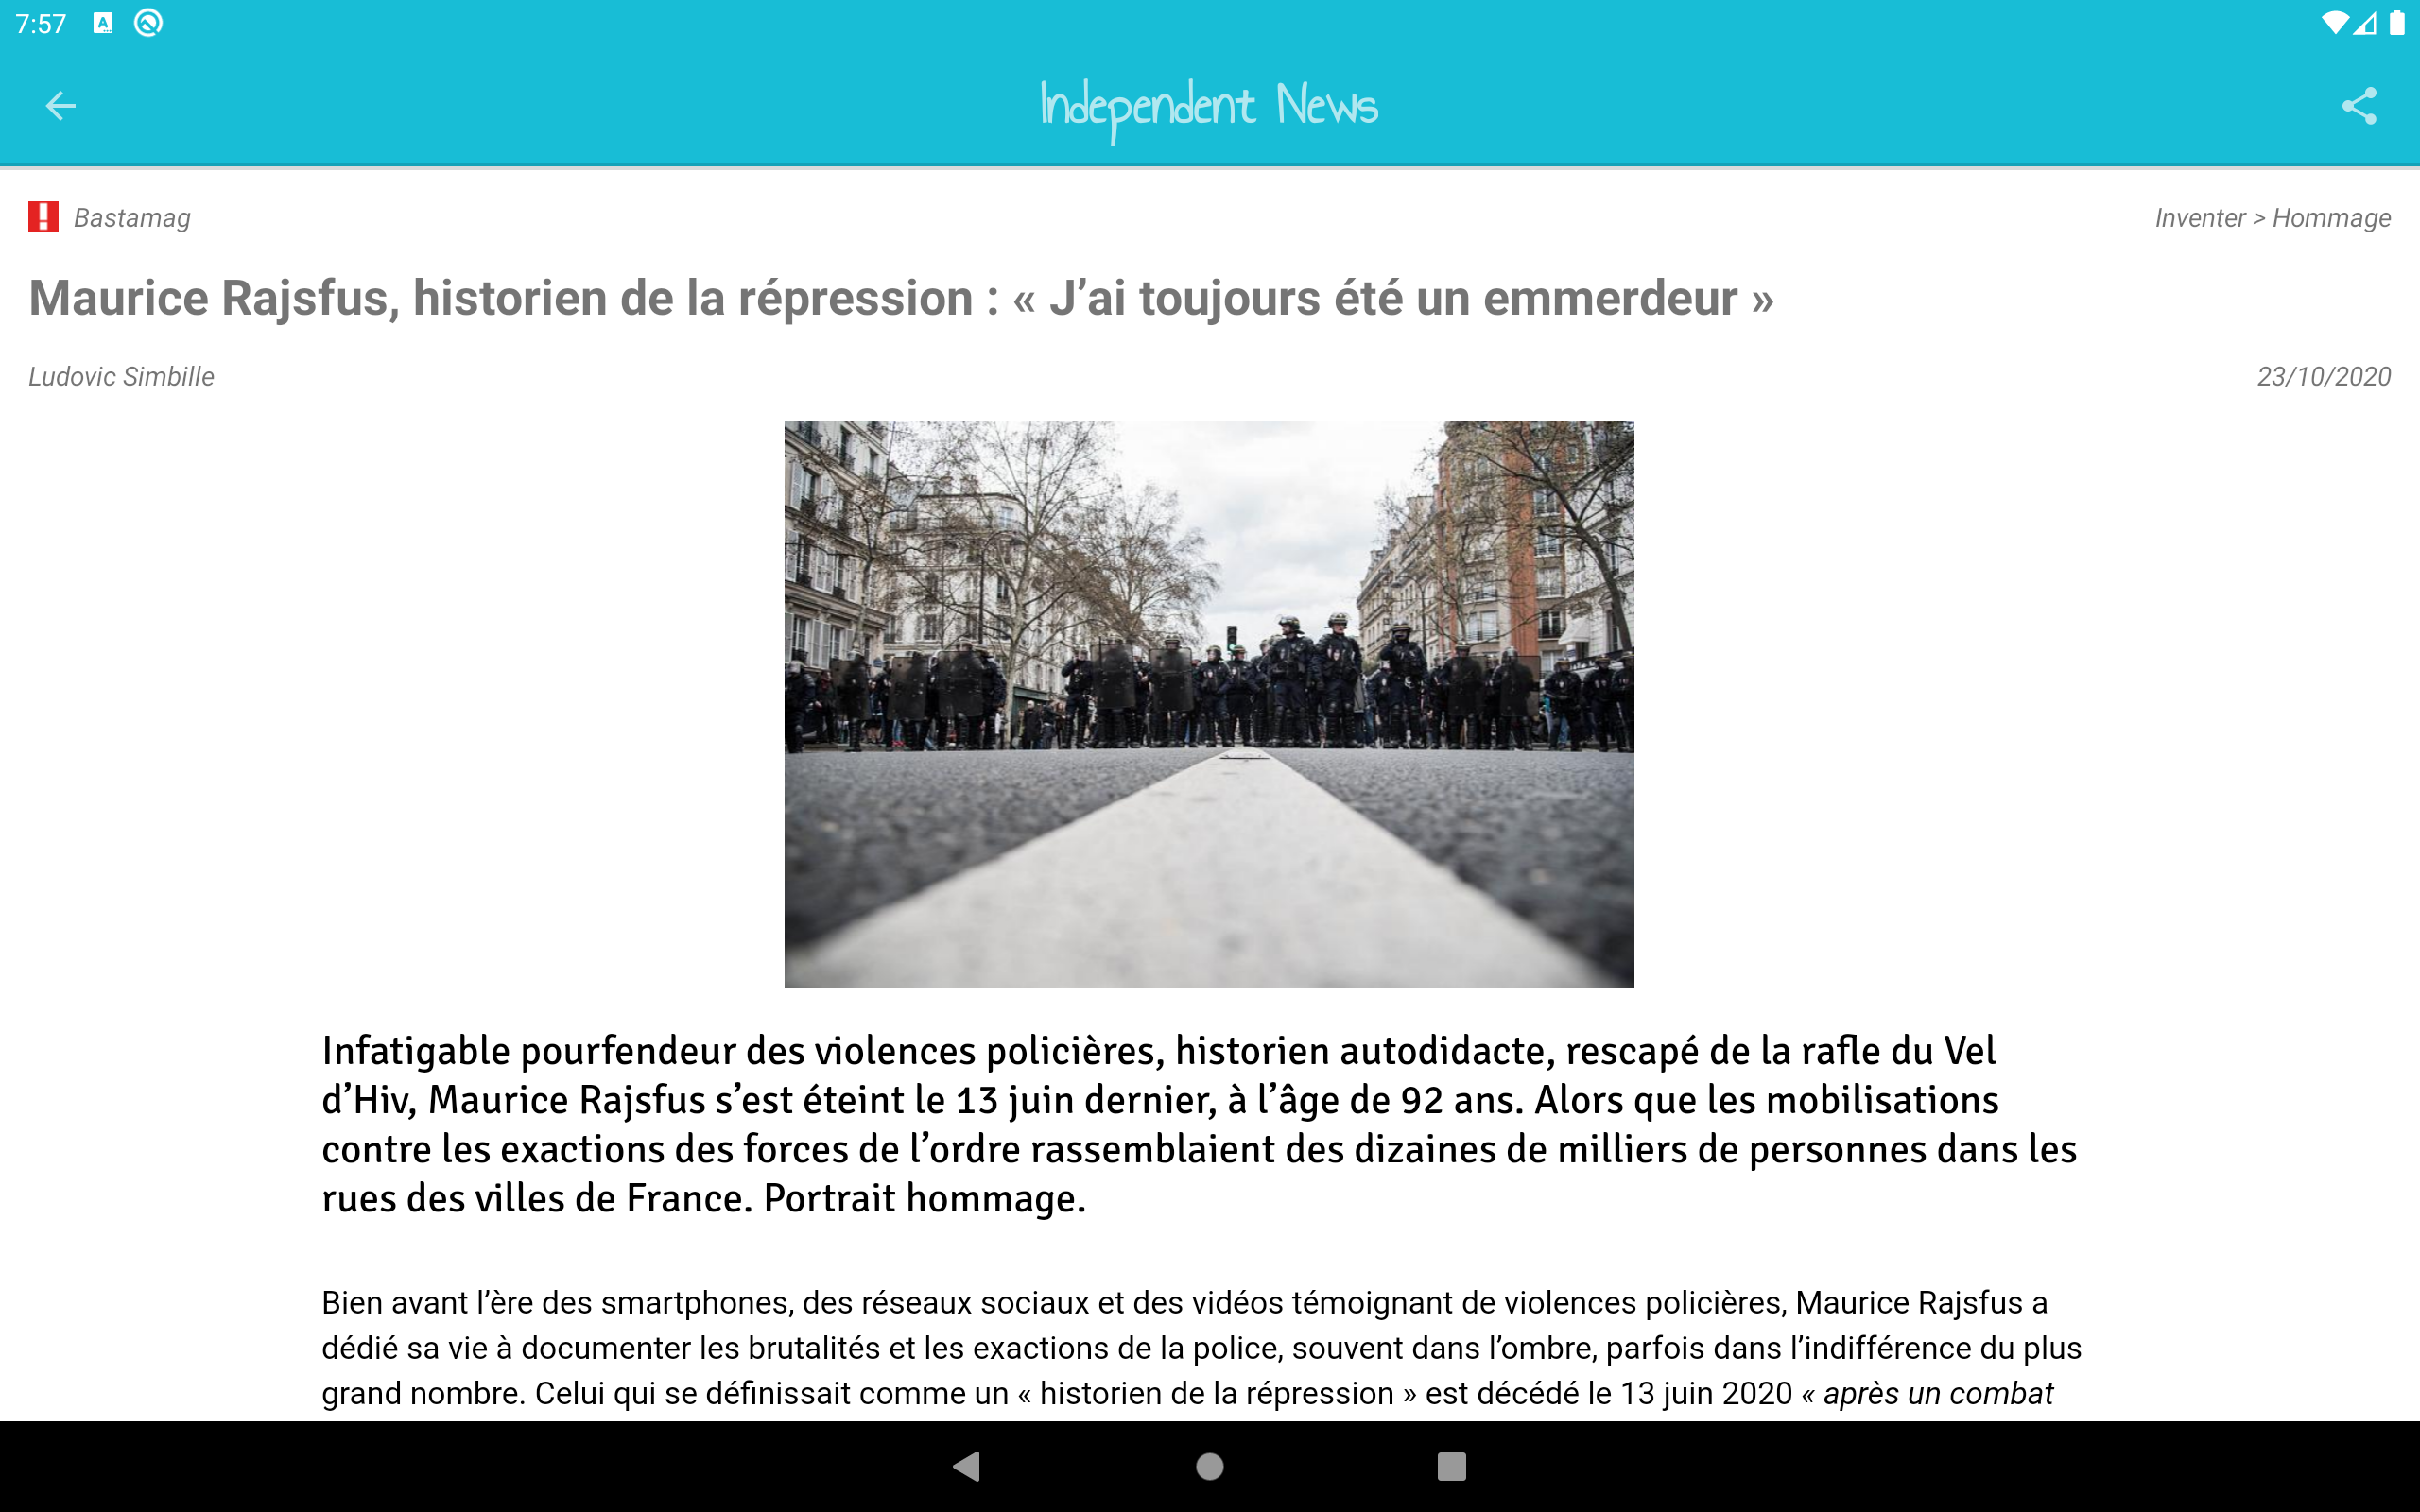 7:57
Independent News
Bastamag
Inventer > Hommage
Maurice Rajsfus, historien de la répression : « J’ai toujours été un emmerdeur »
Ludovic Simbille
23/10/2020
Infatigable pourfendeur des violences policières, historien autodidacte, rescapé de la rafle du Vel
d’Hiv, Maurice Rajsfus s’est éteint le 13 juin dernier, à l’âge de 92 ans. Alors que les mobilisations
contre les exactions des forces de l’ordre rassemblaient des dizaines de milliers de personnes dans les
rues des villes de France. Portrait hommage.
Bien avant l’ère des smartphones, des réseaux sociaux et des vidéos témoignant de violences policières, Maurice Rajsfus a
dédié sa vie à documenter les brutalités et les exactions de la police, souvent dans l’ombre, parfois dans l’indifférence du plus
grand nombre. Celui qui se définissait comme un « historien de la répression » est décédé le 13 juin 2020 « après un combat